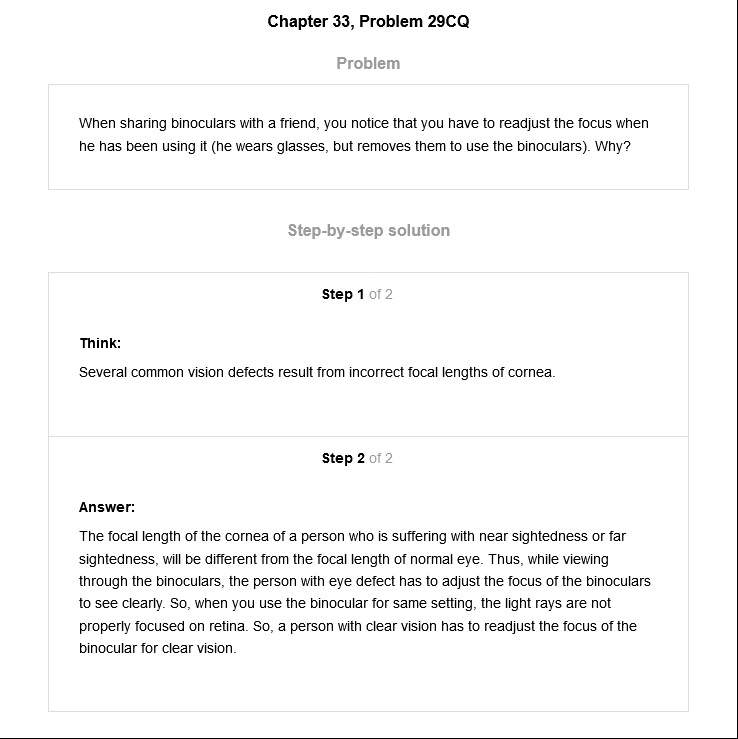 Chapter 33, Problem 29CQ
Problem
When sharing binoculars with a friend, you notice that you have to readjust the focus when
he has been using it (he wears glasses, but removes them to use the binoculars). Why?
Step-by-step solution
Step 1 of 2
Think:
Several common vision defects result from incorrect focal lengths of cornea.
Step 2 of 2
Answer:
The focal length of the cornea of a person who is suffering with near sightedness or far
sightedness, will be different from the focal length of normal eye. Thus, while viewing
through the binoculars, the person with eye defect has to adjust the focus of the binoculars
to see clearly. So, when you use the binocular for same setting, the light rays are not
properly focused on retina. So, a person with clear vision has to readjust the focus of the
binocular for clear vision.